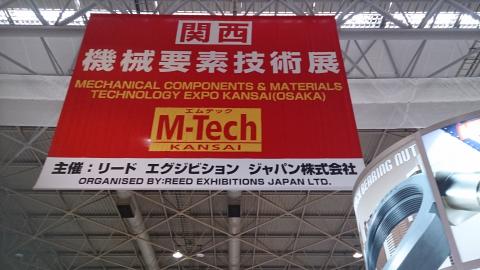 関西
機械要素技術展
MECHANICAL COMPONENTS & MATERIALS
TECHNOLOGY EXPO KANSAI(OSAKA)
エムテック
M-Tech
KANSAI
主催：リード エグジビション ジャパン株式会社
ORGANISED BY:REED EXHIBITIONS JAPAN LTD.
BEARING NUT